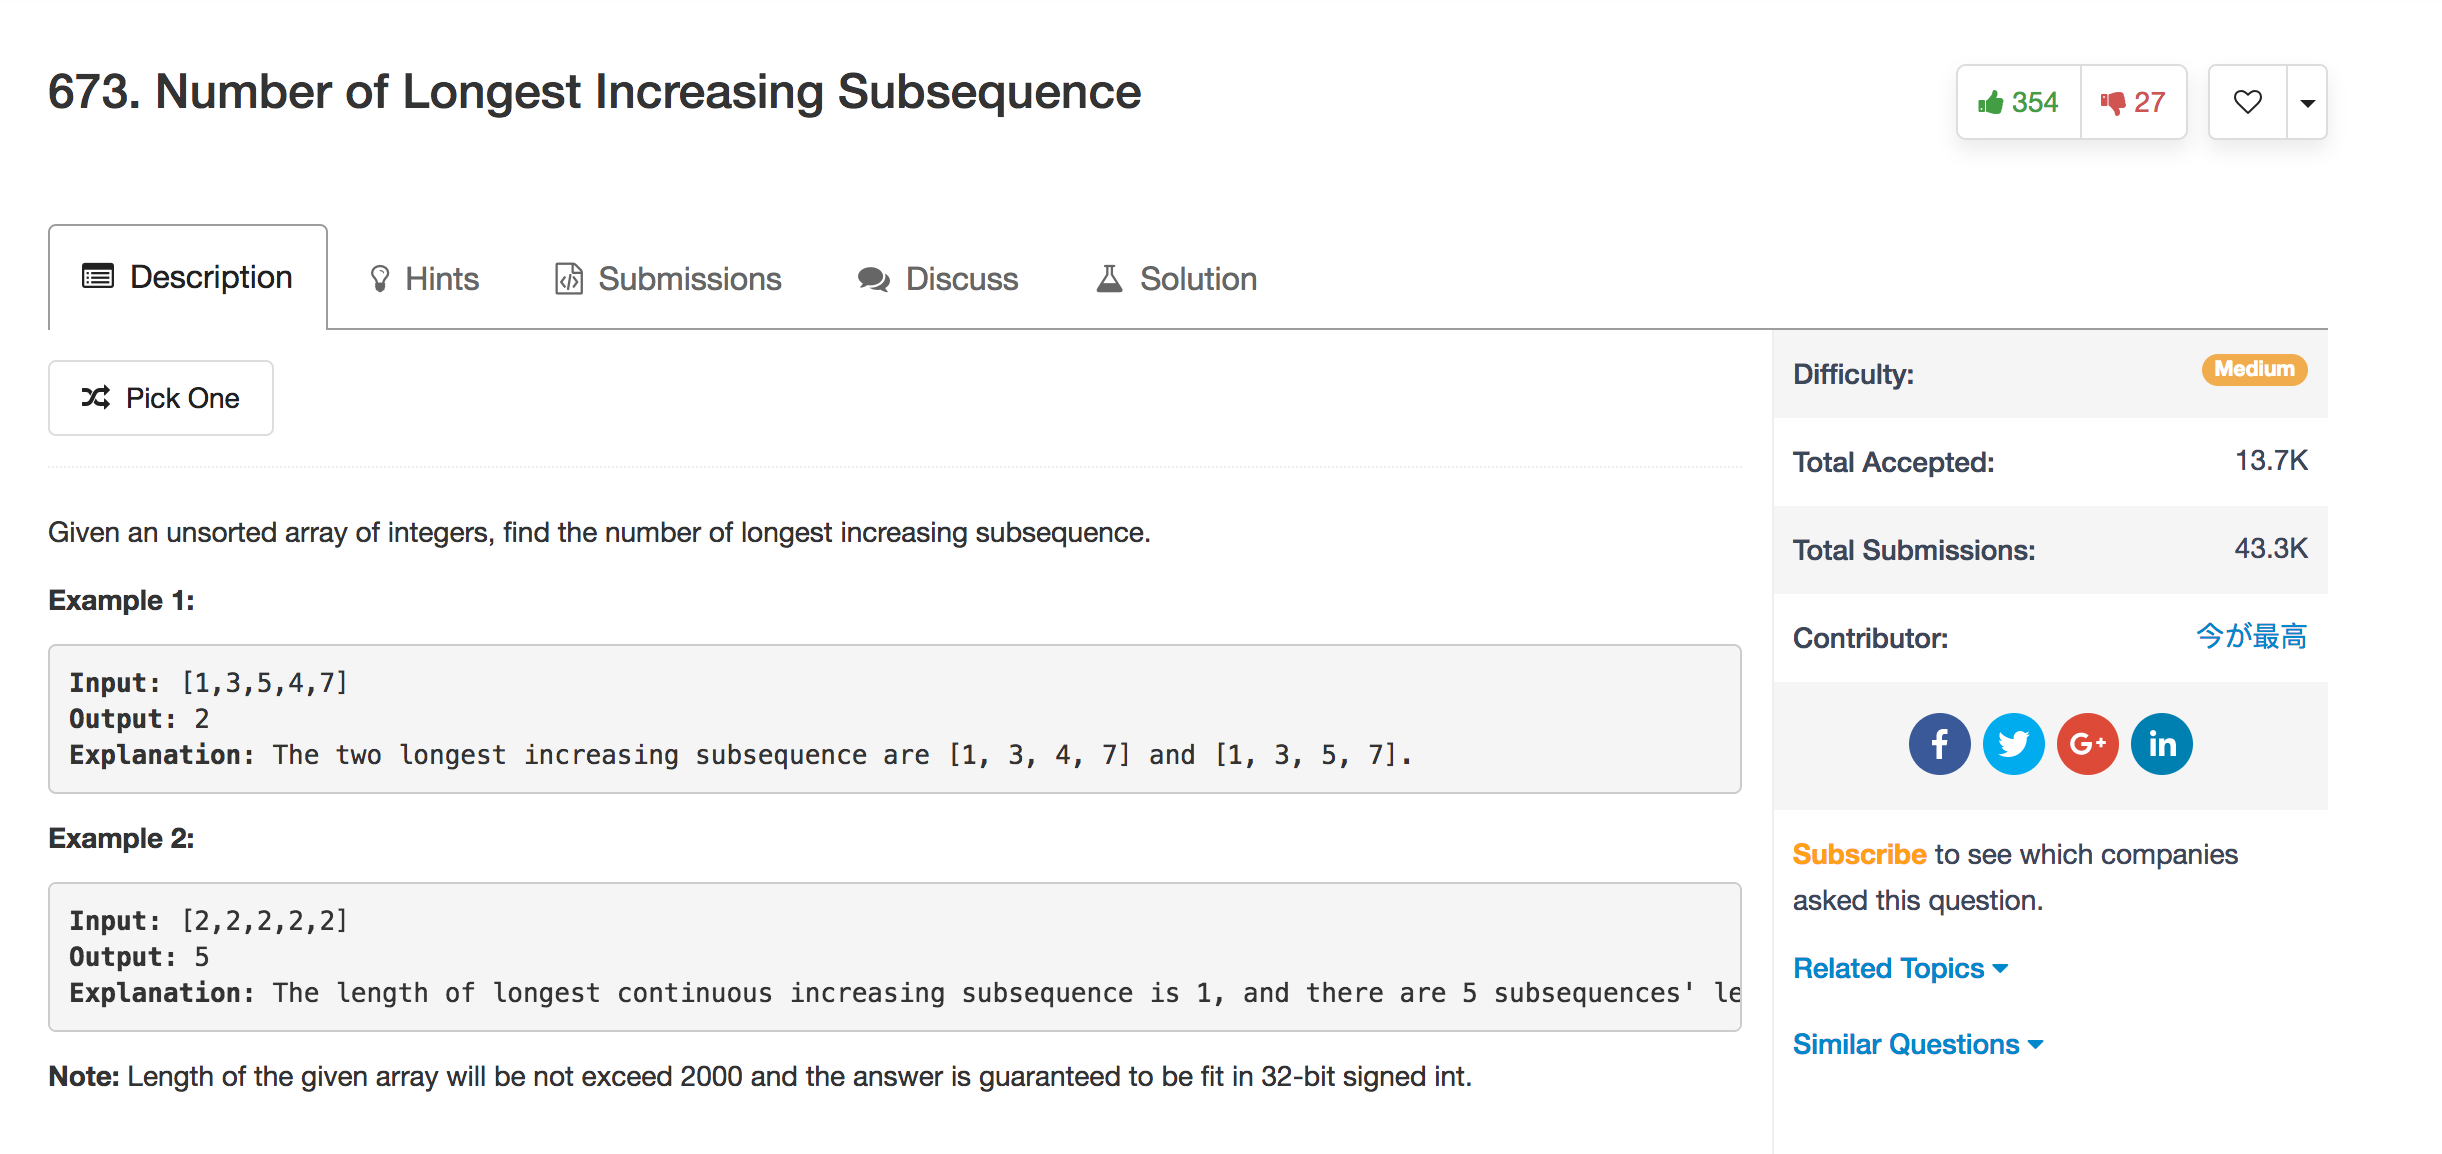 673. Number of Longest Increasing Subsequence
354
27
Description
Hints
Submissions
Discuss
Solution
Pick One
Given an unsorted array of integers, find the number of longest increasing subsequence.
Example 1:
Input: [1,3,5,4,7]
Output: 2
Explanation: The two longest increasing subsequence are [1, 3, 4, 7] and [1, 3, 5, 7].
Example 2:
Input: [2,2,2,2,2]
Output: 5
Explanation: The length of longest continuous increasing subsequence is 1, and there are 5 subsequences' le
Note: Length of the given array will be not exceed 2000 and the answer is guaranteed to be fit in 32-bit signed int.
Difficulty: Medium
Total Accepted: 13.7K
Total Submissions: 43.3K
Contributor: 今が最高
f G+ in
Subscribe to see which companies
asked this question.
Related Topics
Similar Questions